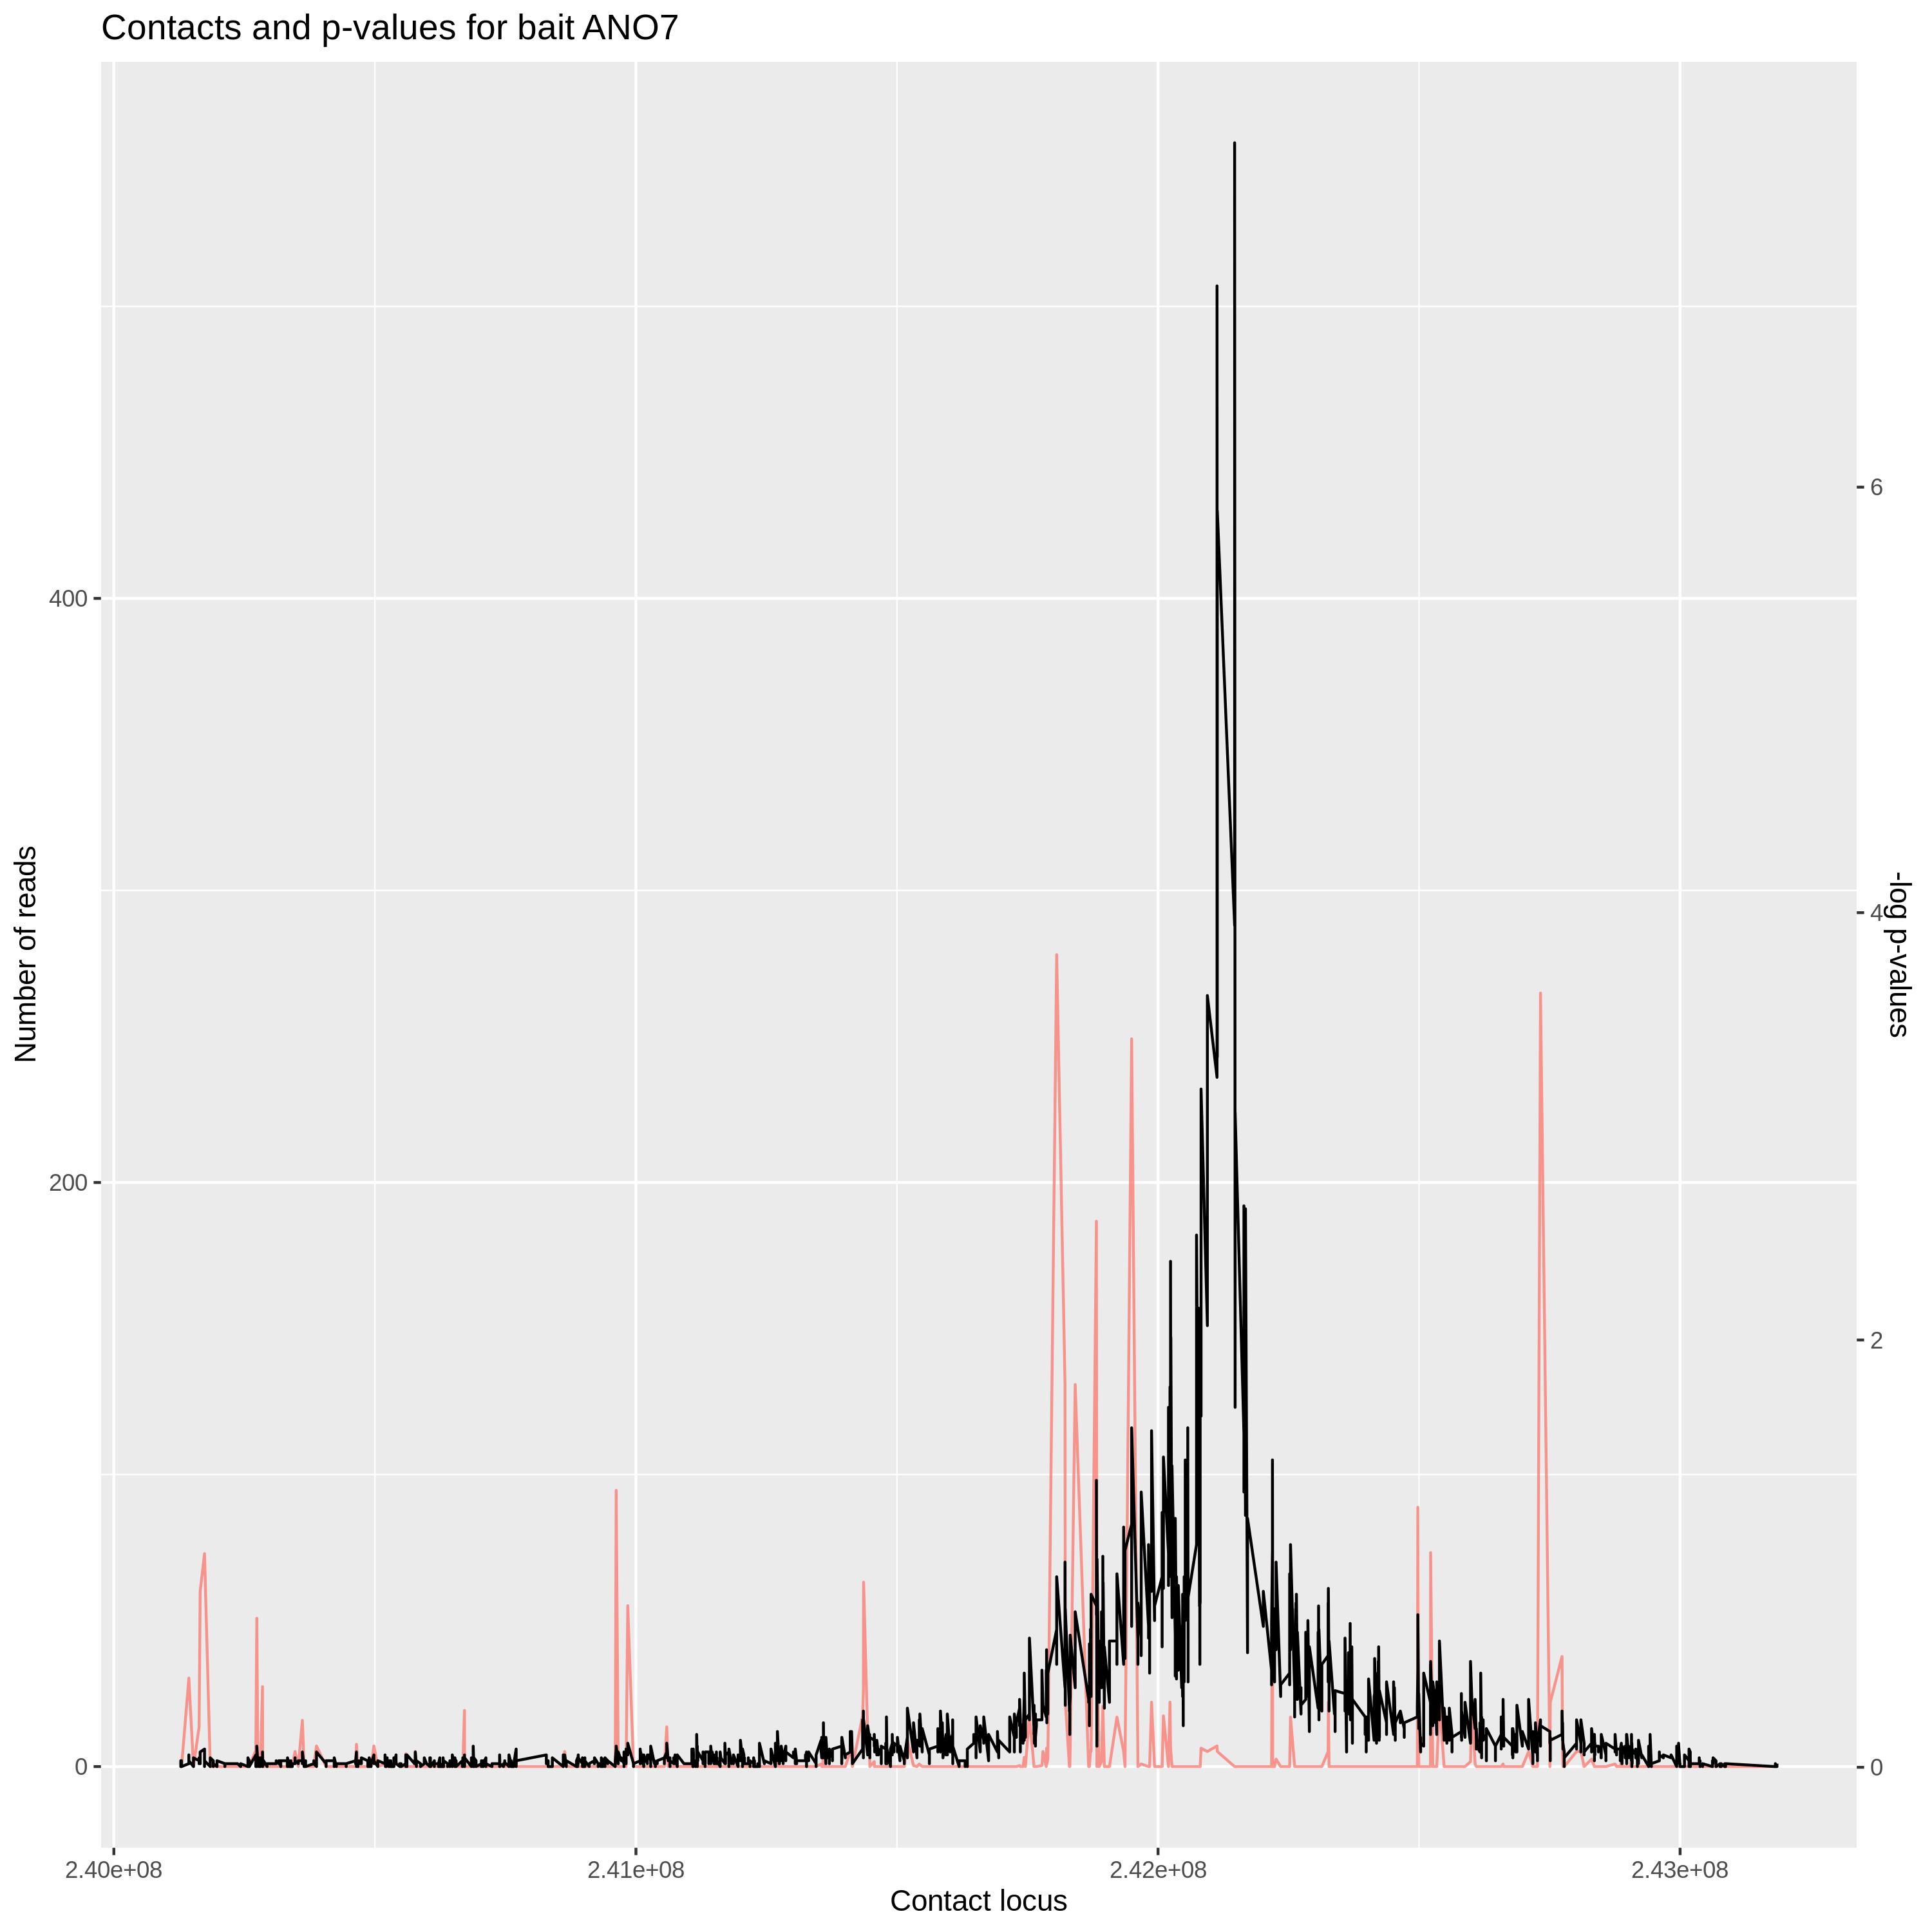 Contacts and p-values for bait ANO7
Number of reads
400
200
0
6
4
2
0
-log p-values
2.40e+08
2.41e+08
2.42e+08
2.43e+08
Contact locus